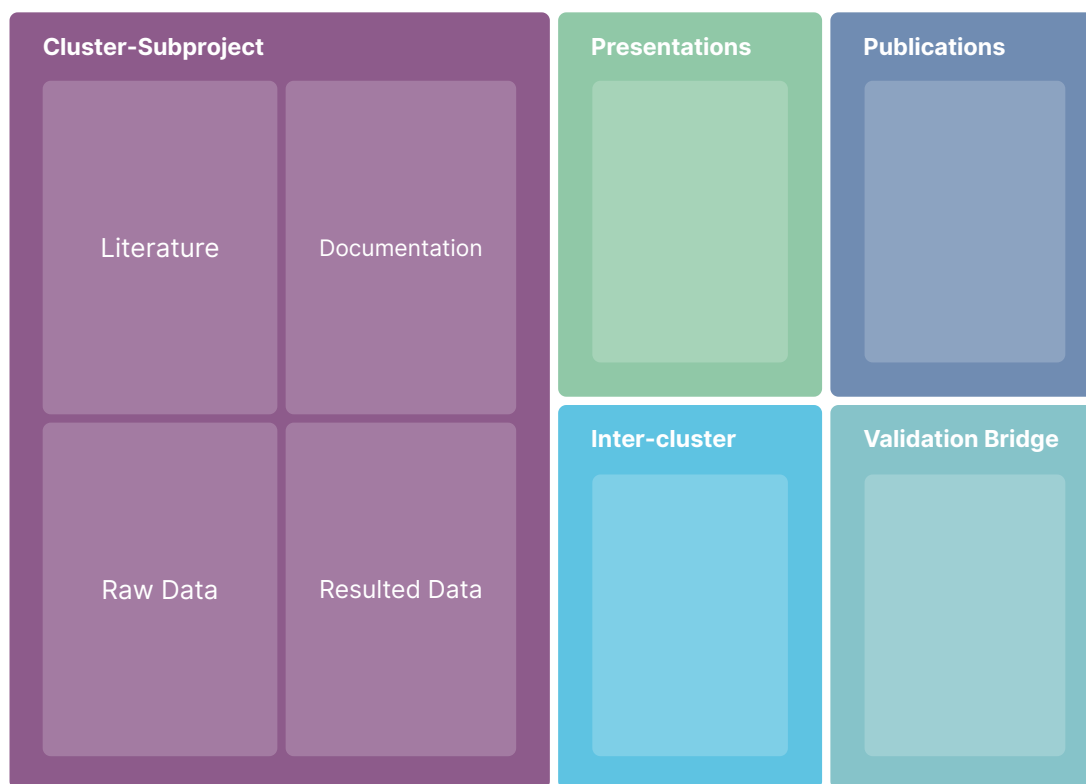 Cluster-Subproject
Literature
Documentation
Raw Data
Resulted Data
Presentations
Publications
Inter-cluster
Validation Bridge